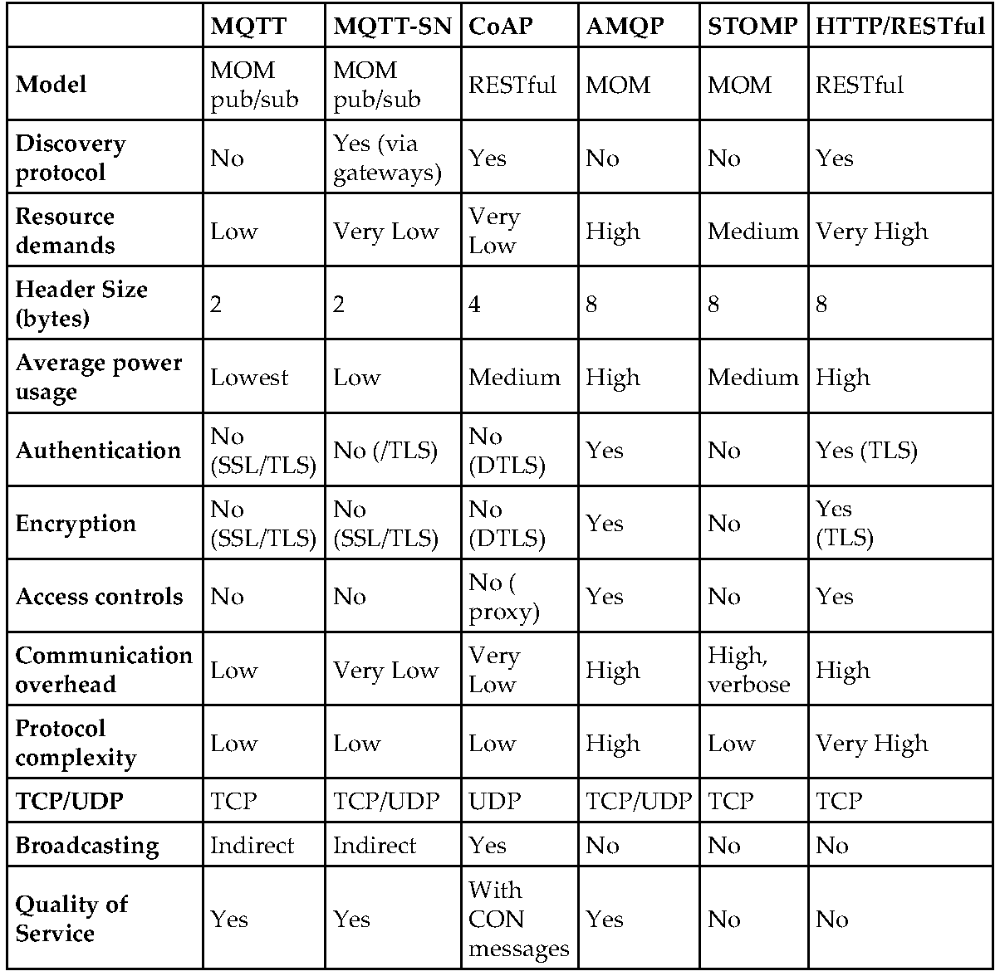 MQTT MQTT-SN CoAP AMQP STOMP HTTP/RESTful
Model
MOM
pub/sub
MOM
pub/sub
RESTful
MOM
MOM
RESTful
Discovery
protocol
No
Yes (via
gateways)
Yes
No
No
Yes
Resource
demands
Low
Very Low
Very
Low
High
Medium
Very High
Header Size
(bytes)
2
2
4
8
8
8
Average power
usage
Lowest
Low
Medium
High
Medium
High
Authentication
No
(SSL/TLS)
No (/TLS)
No
(DTLS)
Yes
No
Yes (TLS)
Encryption
No
(SSL/TLS)
No
(SSL/TLS)
No
(DTLS)
Yes
No
Yes
(TLS)
Access controls
No
No
No (
proxy)
Yes
No
Yes
Communication
overhead
Low
Very Low
Very
Low
High
High,
verbose
High
Protocol
complexity
Low
Low
Low
High
Low
Very High
TCP/UDP
TCP
TCP/UDP
UDP
TCP/UDP
TCP
TCP
Broadcasting
Indirect
Indirect
Yes
No
No
No
Quality of
Service
Yes
Yes
With
CON
messages
Yes
No
No